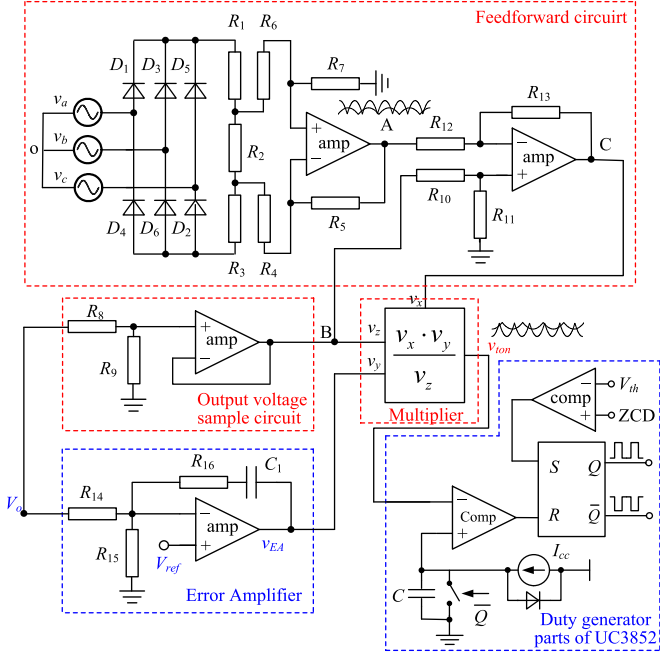 Feedforward circuirt
R1 R6
D1 D3 D5
R7
va
A
R12
R13
C
o
vb
R2
+
−
amp
−
+
amp
vc
R10
R5
R11
D4 D6 D2
R3 R4
vx
R8
B
vz
+
−
amp
vx · vy
vz
vton
R9
vy
Output voltage
sample circuit
Multiplier
−
+
comp
Vth
ZCD
R16
C1
S
Q
Vo
R14
−
+
amp
−
+
Comp
R
Q̅
R15
vEA
Vref
Icc
C
Q̅
Error Amplifier
Duty generator
parts of UC3852